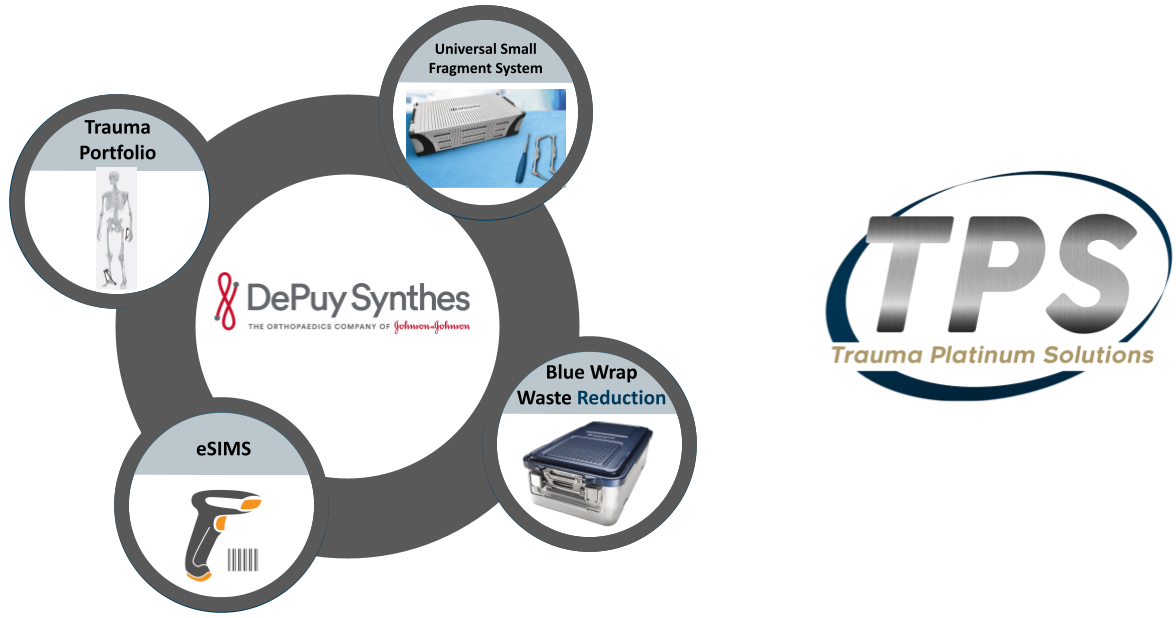 Universal Small
Fragment System
Trauma
Portfolio
DePuy Synthes
THE ORTHOPAEDICS COMPANY OF Johnson & Johnson
TPS
Trauma Platinum Solutions
Blue Wrap
Waste Reduction
eSIMS